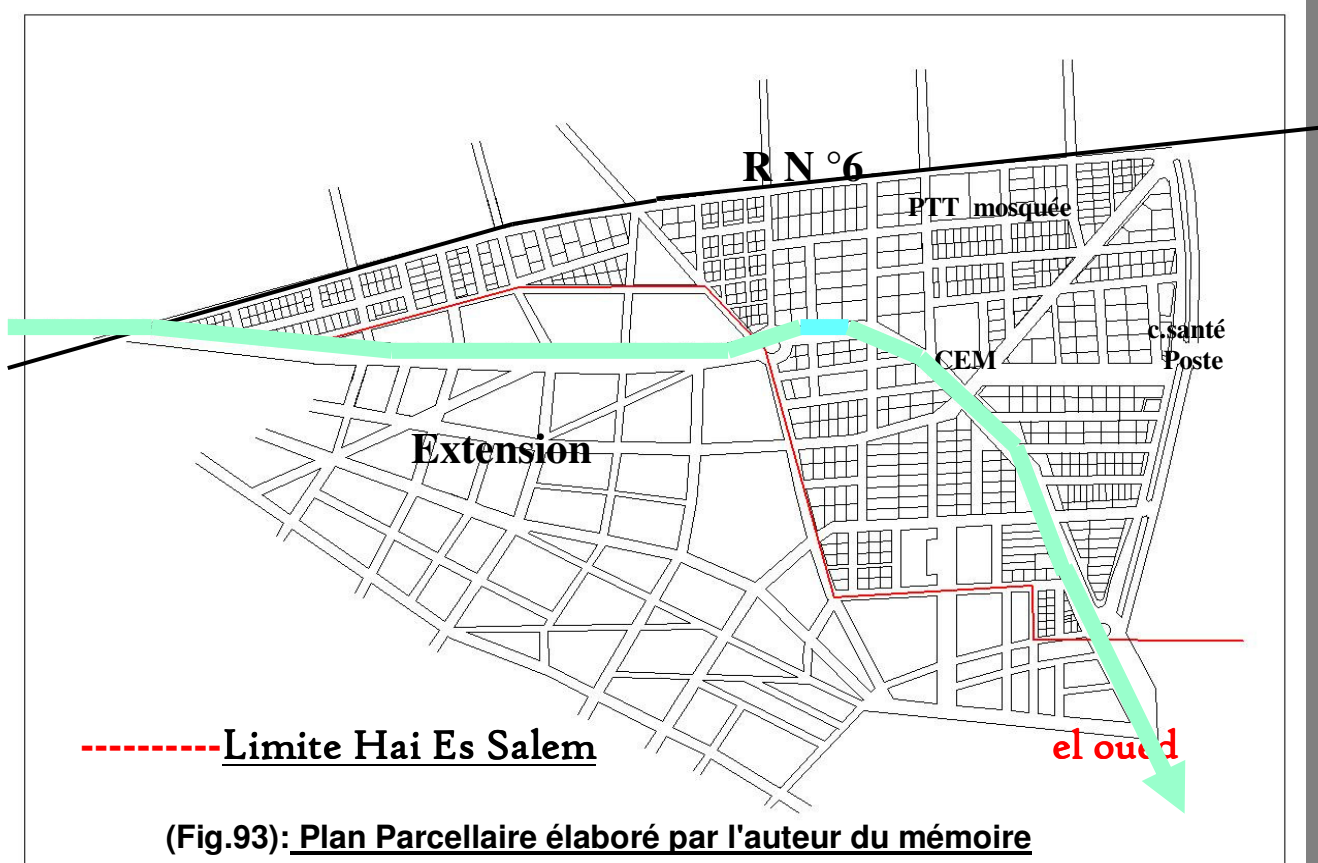 R N °6
PTT mosquée
c.santé
CEM Poste
Extension
----------Limite Hai Es Salem
el oued
(Fig.93): Plan Parcellaire élaboré par l'auteur du mémoire